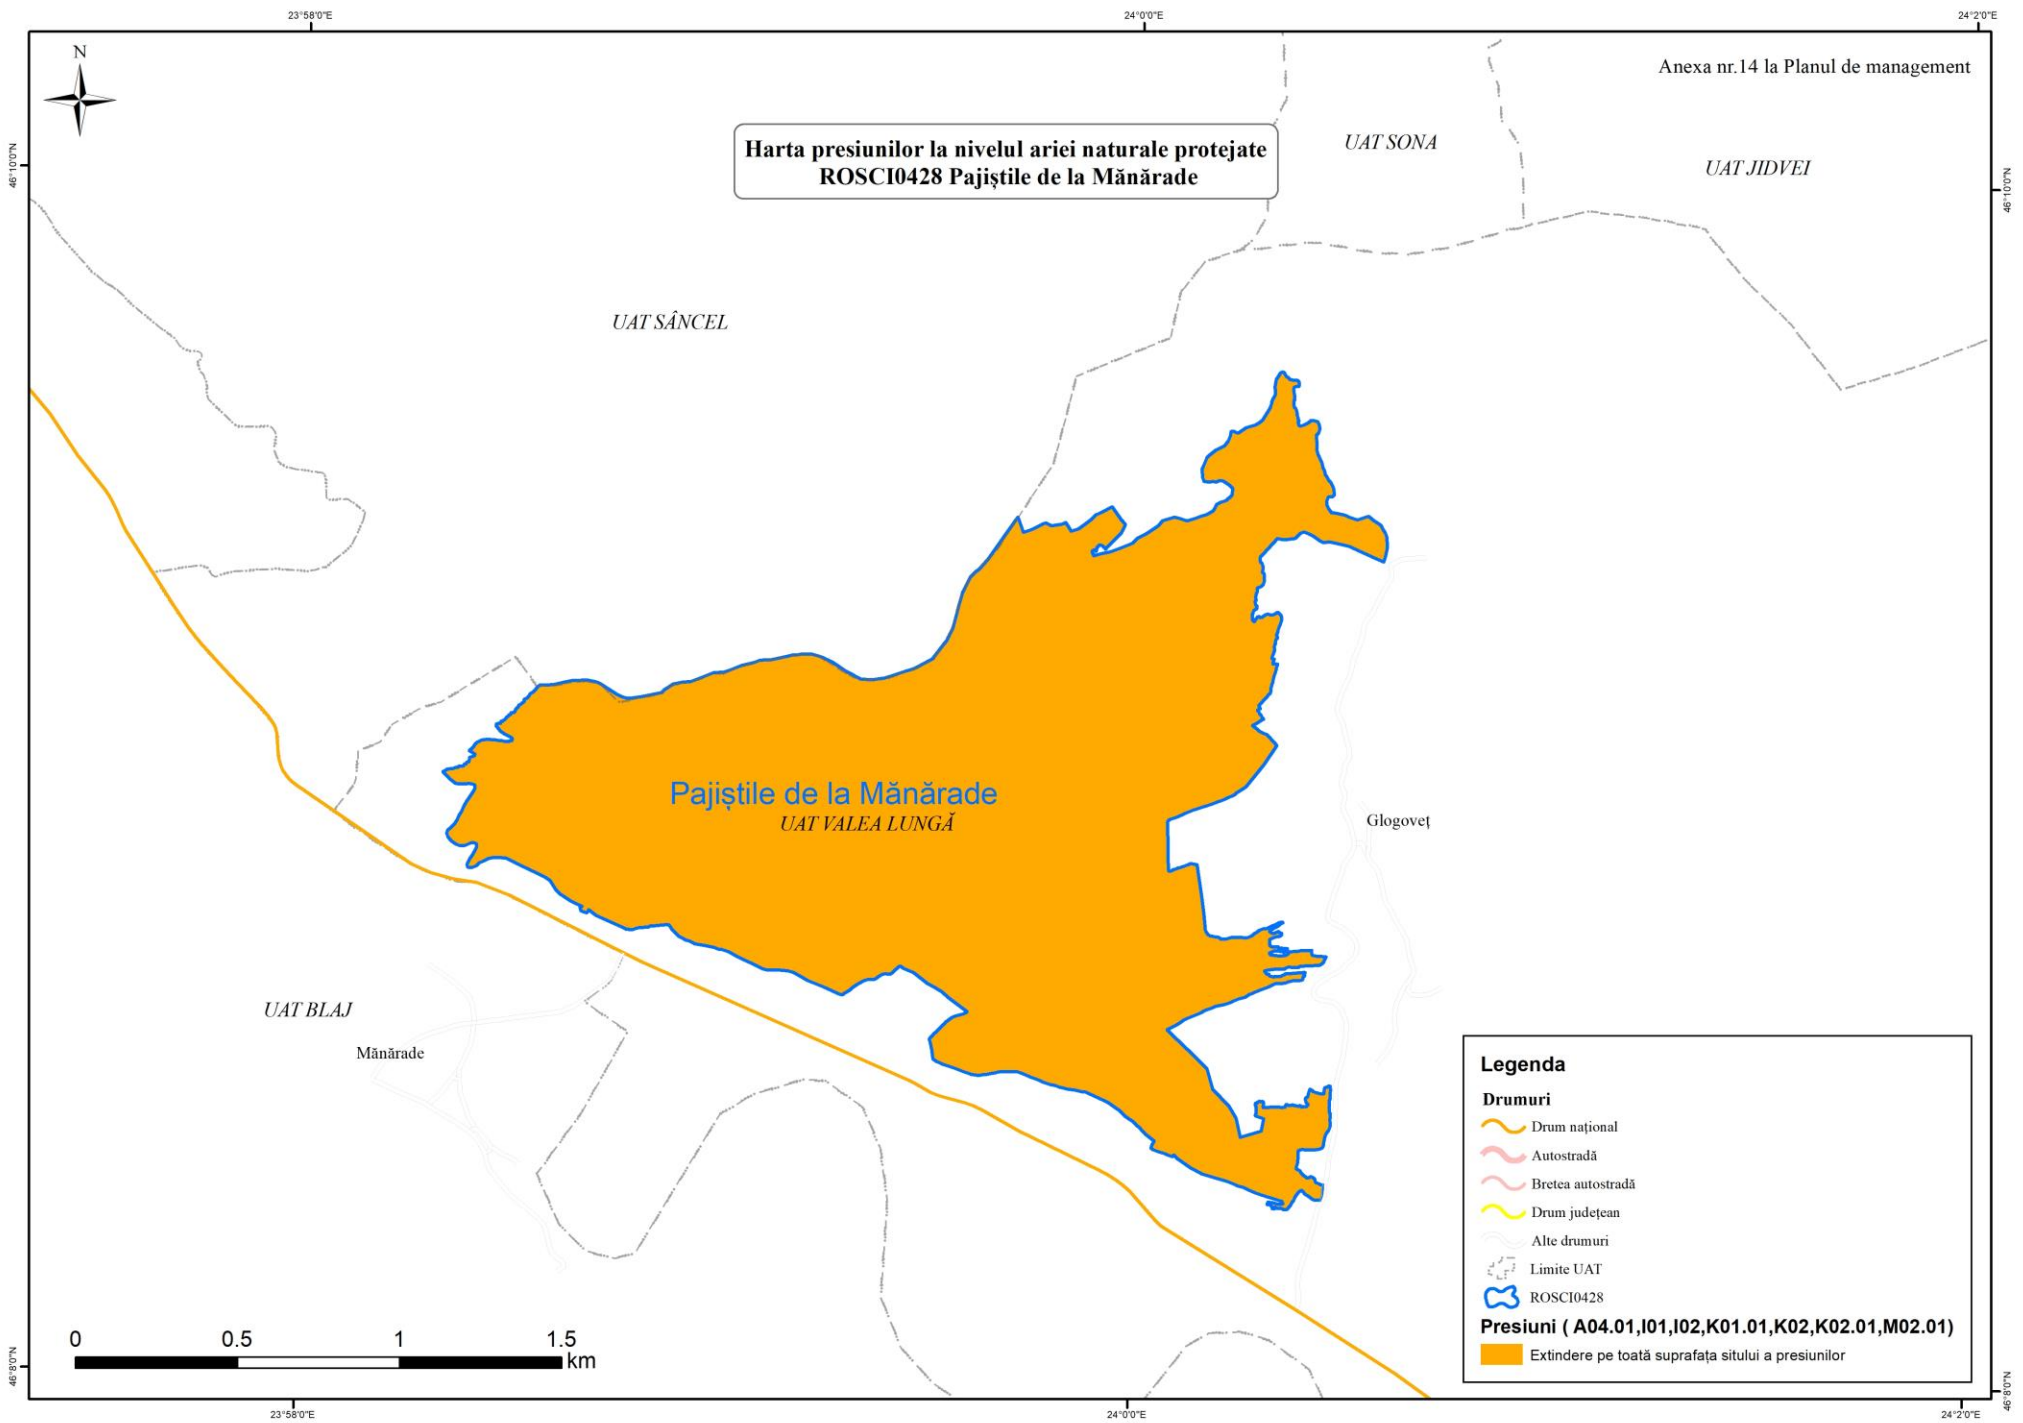 23°58'0"E
24°0'0"E
24°2'0"E
N
Anexa nr.14 la Planul de management
Harta presiunilor la nivelul ariei naturale protejate
ROSCI0428 Pajiștile de la Mănărade
UAT SONA
UAT JIDVEI
46°10'0"N
46°10'0"N
UAT SÂNCEL
Pajiștile de la Mănărade
UAT VALEA LUNGĂ
Glogoveț
UAT BLAJ
Mănărade
Legenda
Drumuri
Drum național
Autostradă
Bretea autostradă
Drum județean
Alte drumuri
Limite UAT
ROSCI0428
Presiuni ( A04.01,I01,I02,K01.01,K02,K02.01,M02.01)
Extindere pe toată suprafața sitului a presiunilor
0 0.5 1 1.5
km
46°8'0"N
46°8'0"N
23°58'0"E
24°0'0"E
24°2'0"E